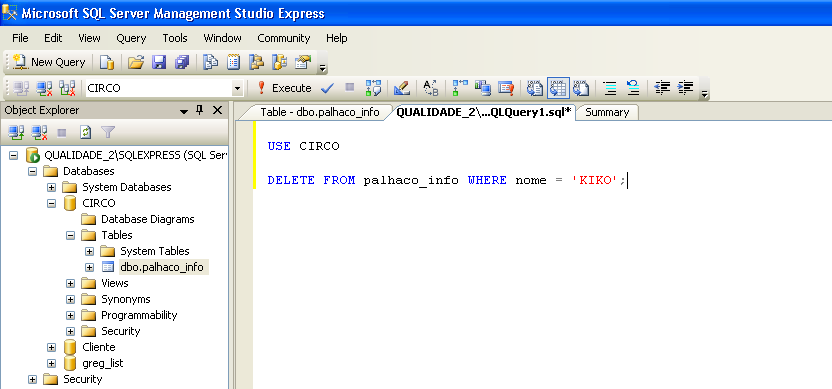 Microsoft SQL Server Management Studio Express
File Edit View Query Tools Window Community Help
New Query
CIRCO Execute
Object Explorer
Table - dbo.palhaco_info QUALIDADE_2\...QLQuery1.sql* Summary
QUALIDADE_2\SQLEXPRESS (SQL Ser
Databases
System Databases
CIRCO
Database Diagrams
Tables
System Tables
dbo.palhaco_info
Views
Synonyms
Programmability
Security
Cliente
greg_list
Security
USE CIRCO
DELETE FROM palhaco_info WHERE nome = 'KIKO';